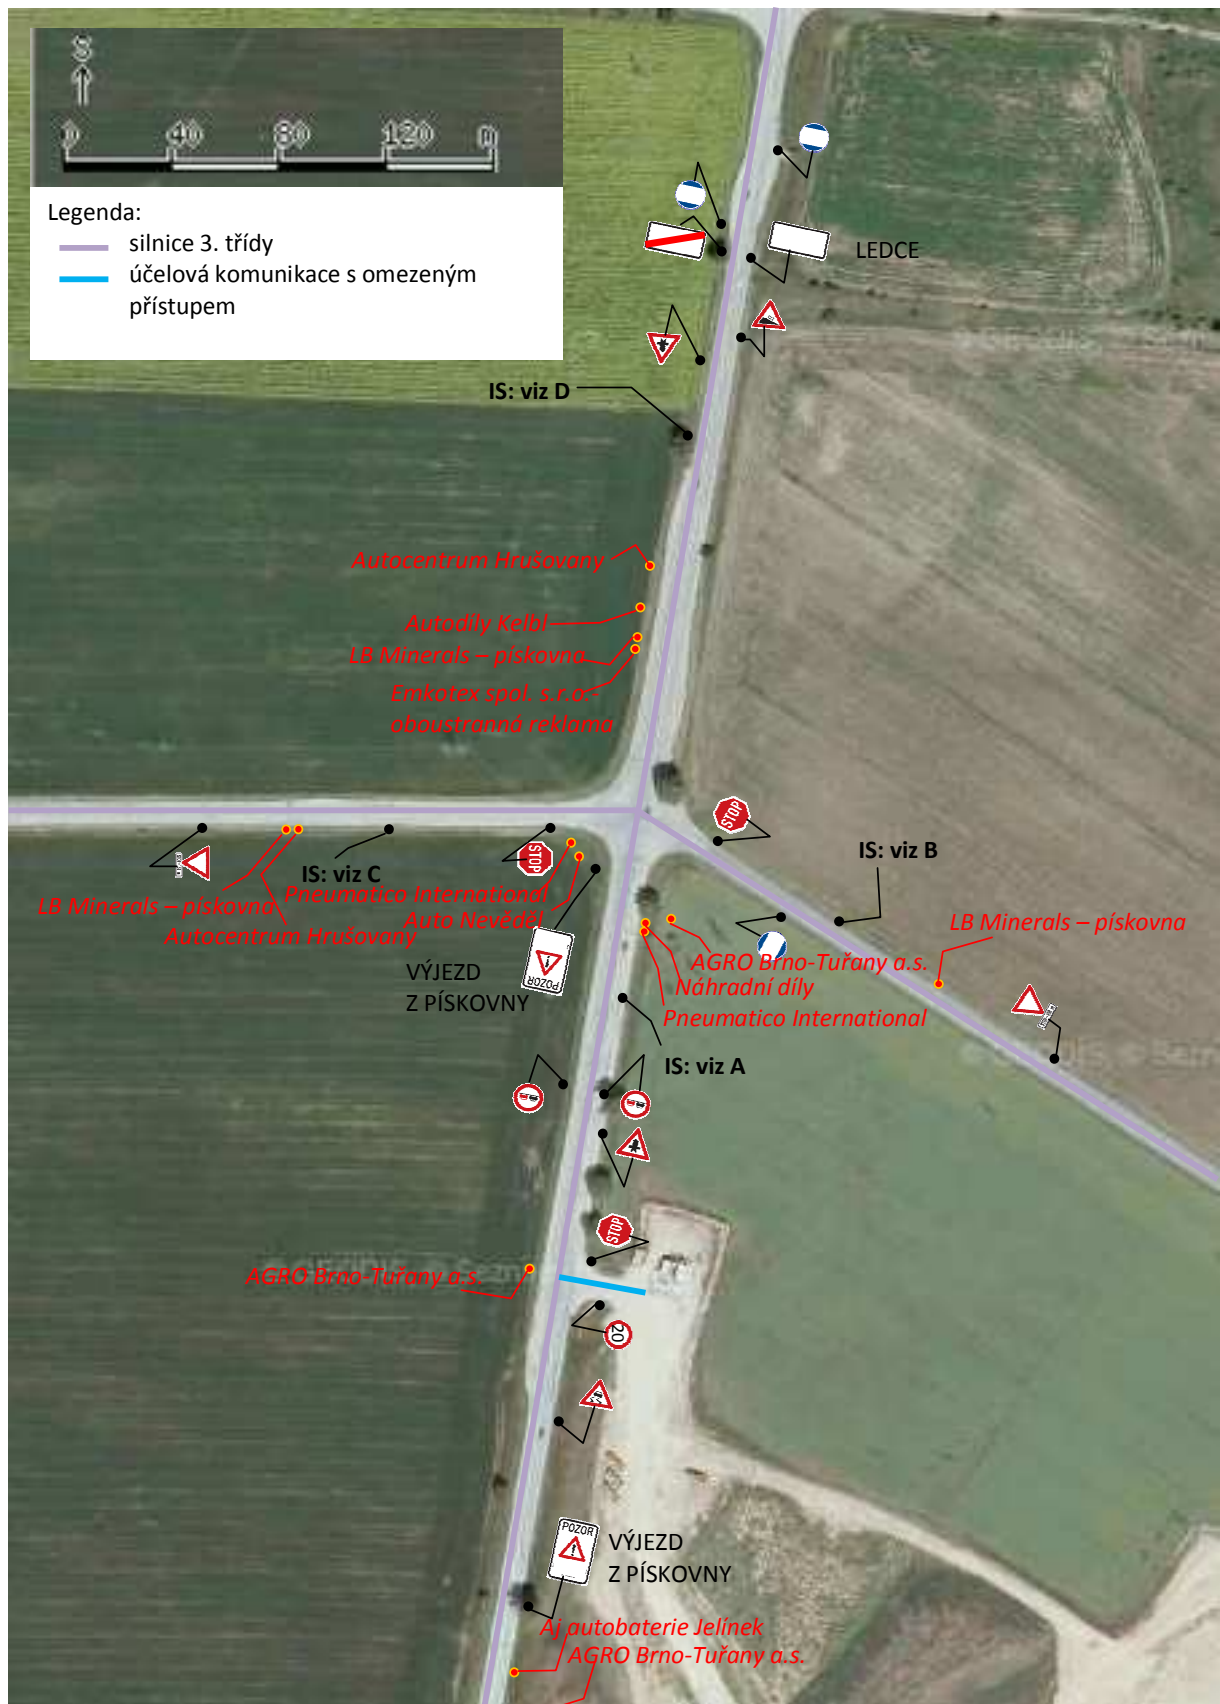 S
0 40 80 120 m
Legenda:
silnice 3. třídy
účelová komunikace s omezeným
přístupem
LEDCE
IS: viz D
Autocentrum Hrušovany
Autodíly Kelbl
LB Minerals – pískovna
Emkotex spol. s.r.o.-
oboustranná reklama
STOP
STOP
IS: viz B
IS: viz C
Pneumatico International
LB Minerals – pískovna
Auto Nevěděl
Autocentrum Hrušovany
LB Minerals – pískovna
AGRO Brno-Tuřany a.s.
VÝJEZD
Z PÍSKOVNY
POZOR
Náhradní díly
Pneumatico International
IS: viz A
STOP
AGRO Brno-Tuřany a.s.
20
POZOR
VÝJEZD
Z PÍSKOVNY
Aj autobaterie Jelínek
AGRO Brno-Tuřany a.s.